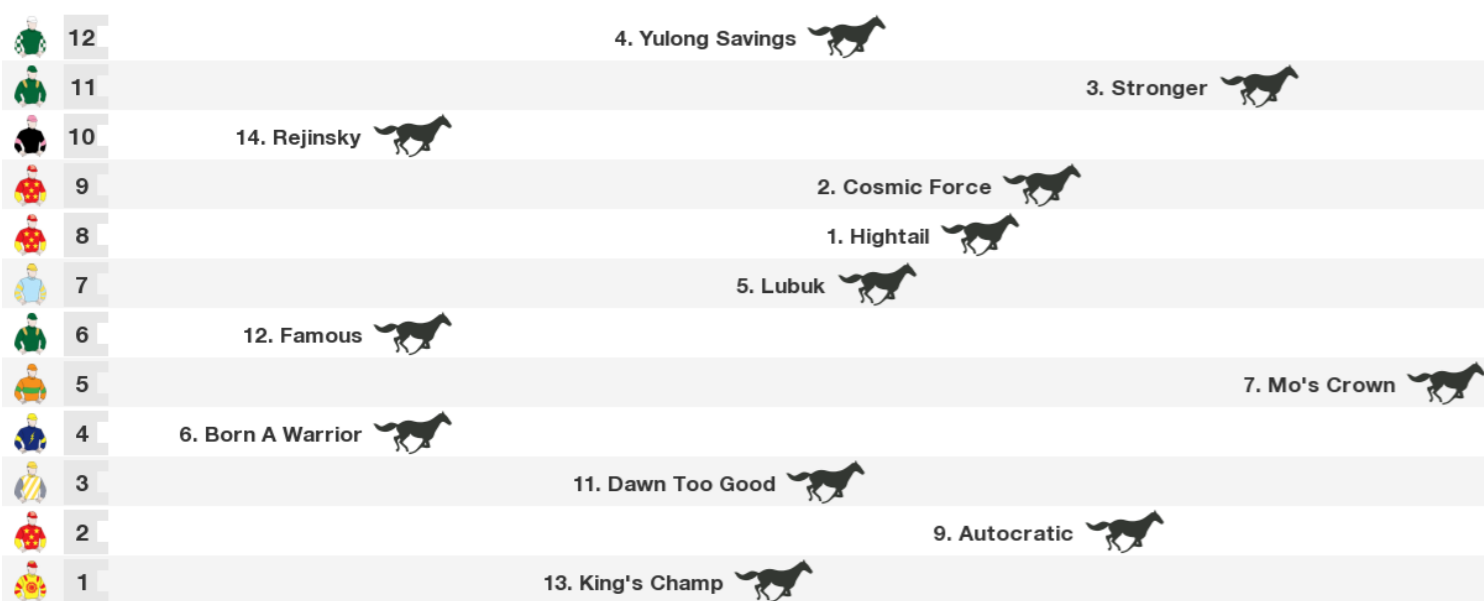 12 4. Yulong Savings
11 3. Stronger
10 14. Rejinsky
9 2. Cosmic Force
8 1. Hightail
7 5. Lubuk
6 12. Famous
5 7. Mo's Crown
4 6. Born A Warrior
3 11. Dawn Too Good
2 9. Autocratic
1 13. King's Champ